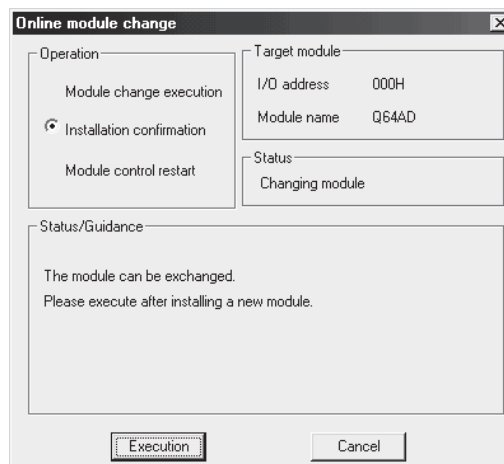 Online module change
Operation
Module change execution
Installation confirmation
Module control restart
Target module
I/O address 000H
Module name Q64AD
Status
Changing module
Status/Guidance
The module can be exchanged.
Please execute after installing a new module.
Execution
Cancel